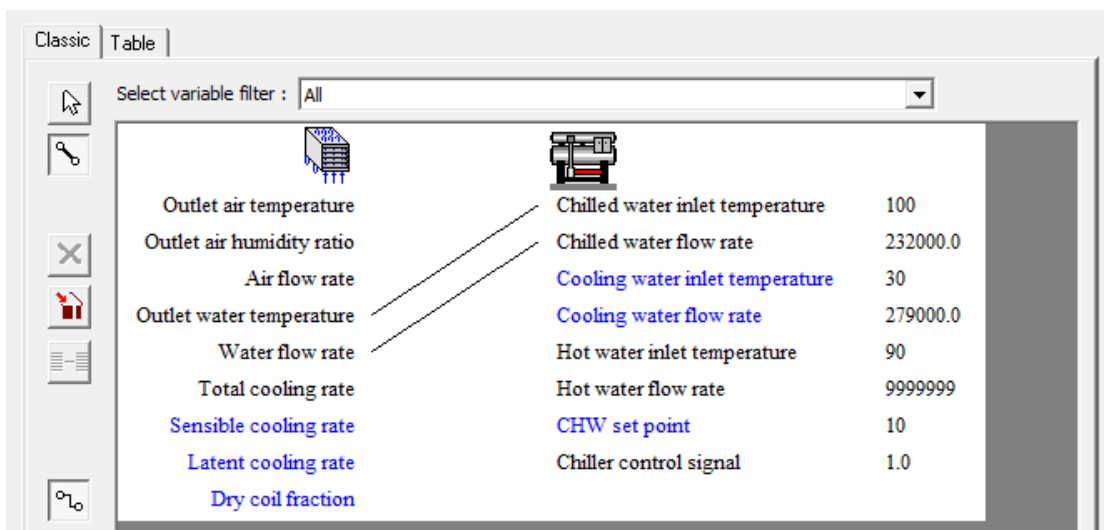 Classic Table
Select variable filter : All
Outlet air temperature Chilled water inlet temperature 100
Outlet air humidity ratio Chilled water flow rate 232000.0
Air flow rate Cooling water inlet temperature 30
Outlet water temperature Cooling water flow rate 279000.0
Water flow rate Hot water inlet temperature 90
Total cooling rate Hot water flow rate 9999999
Sensible cooling rate CHW set point 10
Latent cooling rate Chiller control signal 1.0
Dry coil fraction